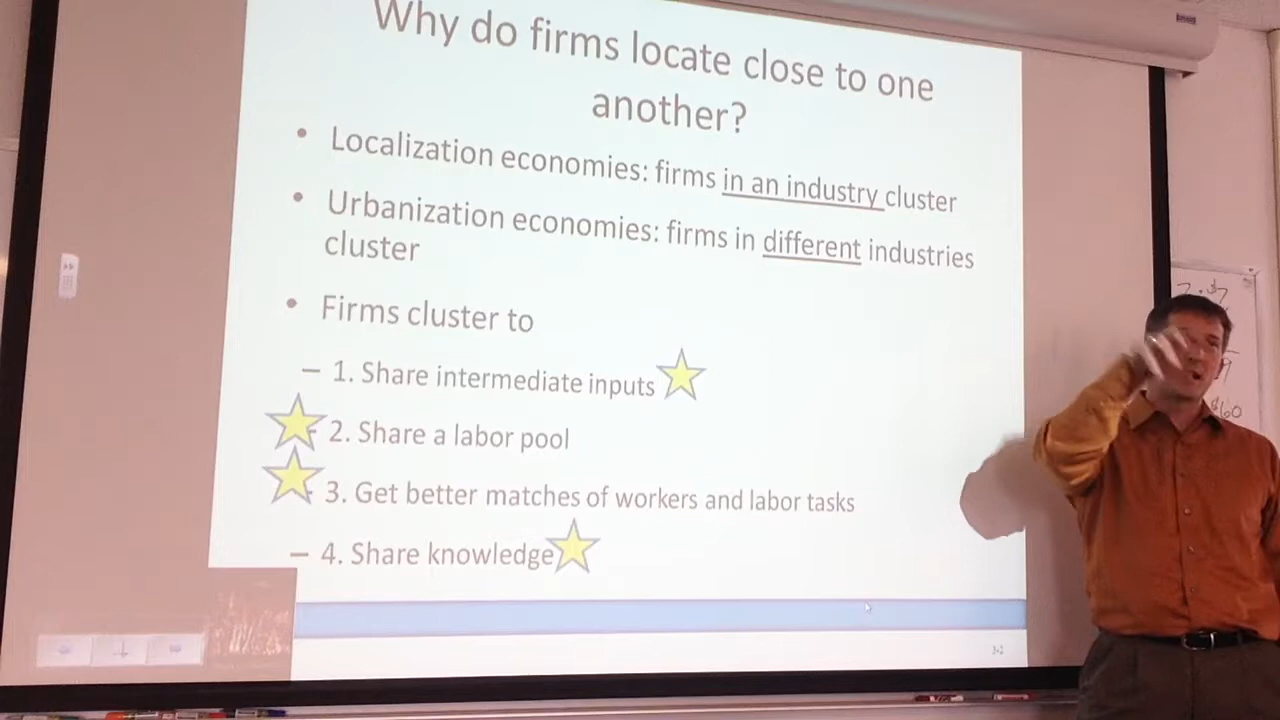 Why do firms locate close to one
another?
• Localization economies: firms in an industry cluster
• Urbanization economies: firms in different industries
cluster
• Firms cluster to
– 1. Share intermediate inputs
- 2. Share a labor pool
- 3. Get better matches of workers and labor tasks
– 4. Share knowledge